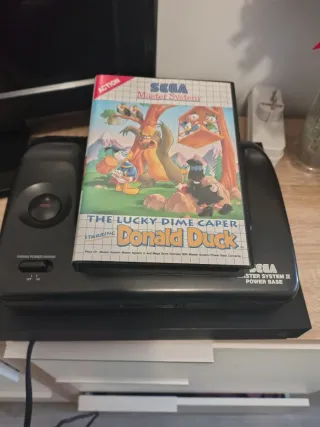 ACTION
SEGA
Master System
THE LUCKY DIME CAPER
STARRING
Donald Duck
SEGA
MASTER SYSTEM II
POWER BASE